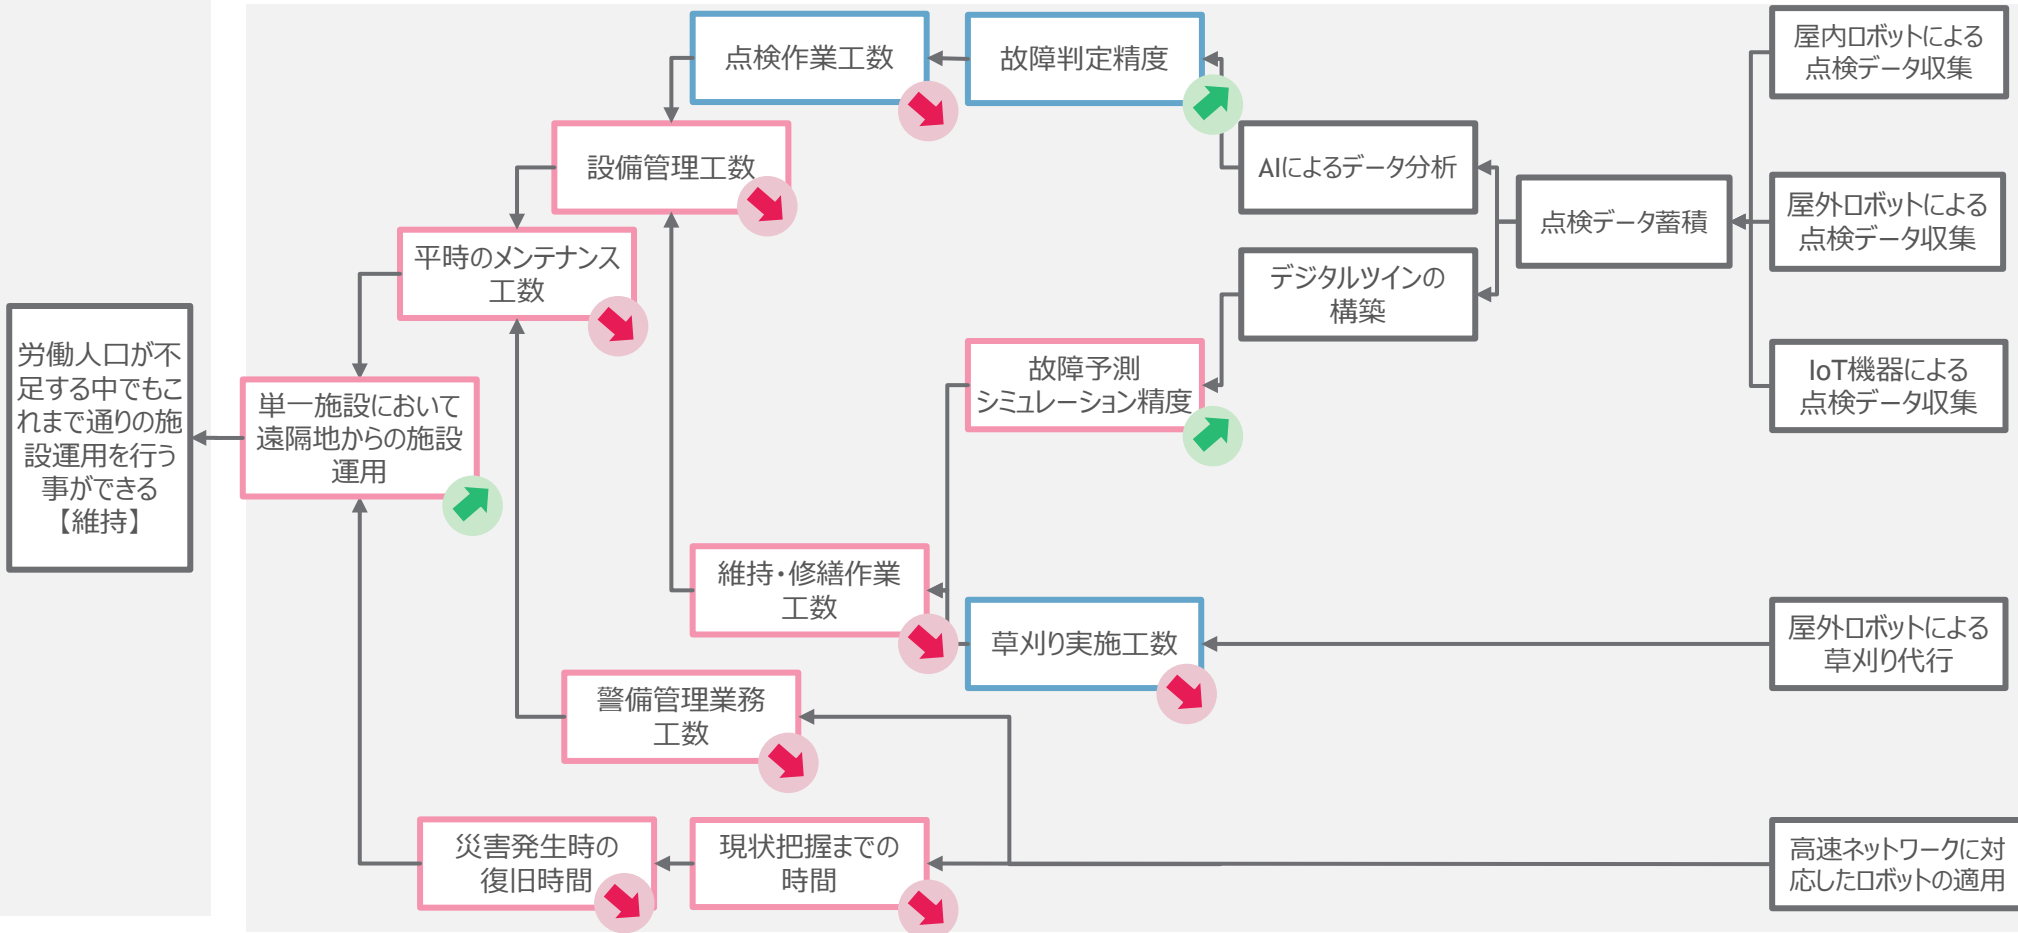 労働人口が不
足する中でもこ
れまで通りの施
設運用を行う
事ができる
【維持】
単一施設において
遠隔地からの施設
運用
平時のメンテナンス
工数
設備管理工数
点検作業工数
故障判定精度
AIによるデータ分析
デジタルツインの
構築
点検データ蓄積
屋内ロボットによる
点検データ収集
屋外ロボットによる
点検データ収集
IoT機器による
点検データ収集
故障予測
シミュレーション精度
維持・修繕作業
工数
草刈り実施工数
屋外ロボットによる
草刈り代行
警備管理業務
工数
災害発生時の
復旧時間
現状把握までの
時間
高速ネットワークに対
応したロボットの適用